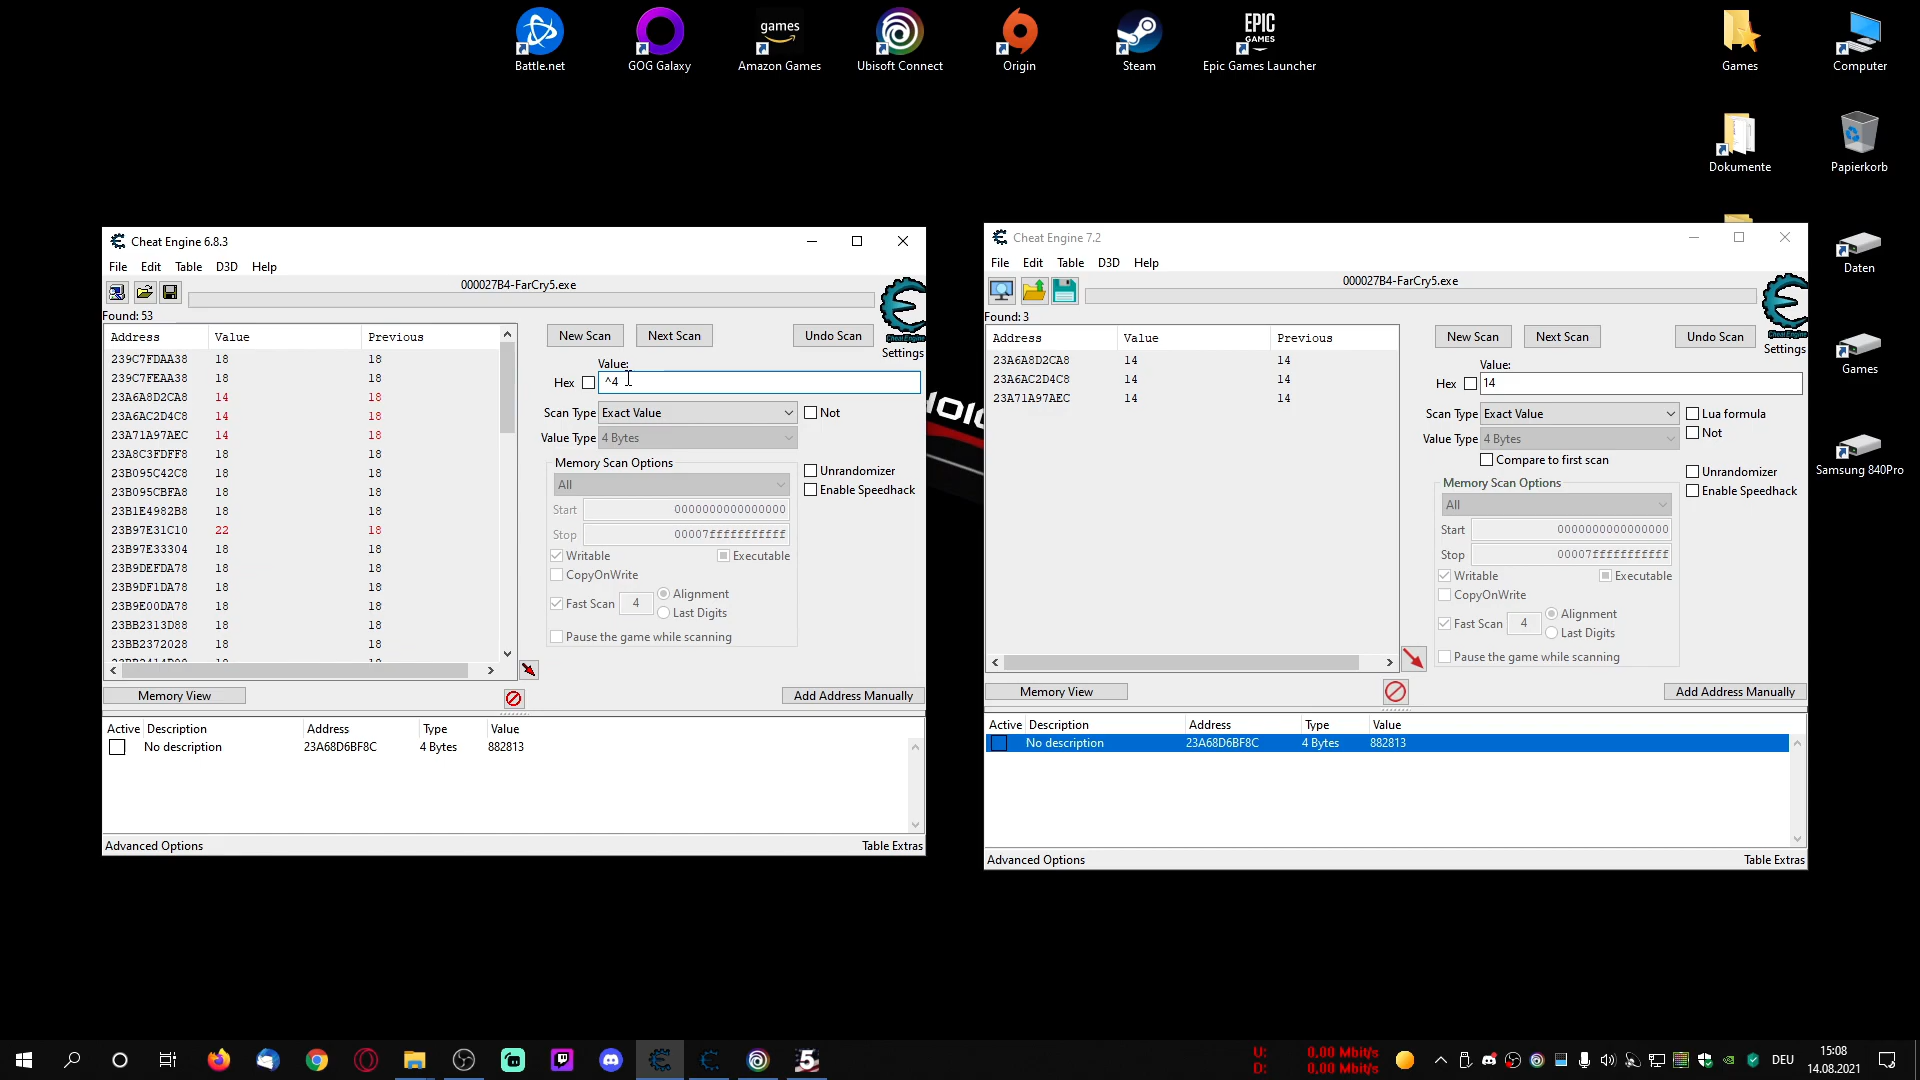 games
EPIC
GAMES
Battle.net
GOG Galaxy
Amazon Games
Ubisoft Connect
Origin
Steam
Epic Games Launcher
Games
Computer
Dokumente
Papierkorb
Daten
Games
Samsung 840Pro
Cheat Engine 6.8.3
File Edit Table D3D Help
000027B4-FarCry5.exe
Found: 53
Address Value Previous
239C7FDAA38 18 18
239C7FEAA38 18 18
23A6A8D2CA8 14 18
23A6AC2D4C8 14 18
23A71A97AEC 14 18
23A8C3FDFF8 18 18
23B095C42C8 18 18
23B095CBFA8 18 18
23B1E4982B8 18 18
23B97E31C10 22 18
23B97E33304 18 18
23B9DEFDA78 18 18
23B9DF1DA78 18 18
23B9E00DA78 18 18
23BB2313D88 18 18
23BB2372028 18 18
New Scan Next Scan Undo Scan
Settings
Value:
Hex ^4
Scan Type Exact Value Not
Value Type 4 Bytes
Memory Scan Options
All
Unrandomizer
Enable Speedhack
Start 0000000000000000
Stop 00007fffffffffff
Writable Executable
CopyOnWrite
Fast Scan 4 Alignment
Last Digits
Pause the game while scanning
Memory View
Add Address Manually
Active Description Address Type Value
No description 23A68D6BF8C 4 Bytes 882813
Advanced Options Table Extras
Cheat Engine 7.2
File Edit Table D3D Help
000027B4-FarCry5.exe
Found: 3
Address Value Previous
23A6A8D2CA8 14 14
23A6AC2D4C8 14 14
23A71A97AEC 14 14
New Scan Next Scan Undo Scan
Settings
Value:
Hex 14
Scan Type Exact Value Lua formula
Not
Value Type 4 Bytes
Compare to first scan
Memory Scan Options
All
Unrandomizer
Enable Speedhack
Start 0000000000000000
Stop 00007fffffffffff
Writable Executable
CopyOnWrite
Fast Scan 4 Alignment
Last Digits
Pause the game while scanning
Memory View
Add Address Manually
Active Description Address Type Value
No description 23A68D6BF8C 4 Bytes 882813
Advanced Options Table Extras
5
U: 0,00 Mbit/s
D: 0,00 Mbit/s
DEU
15:08
14.08.2021